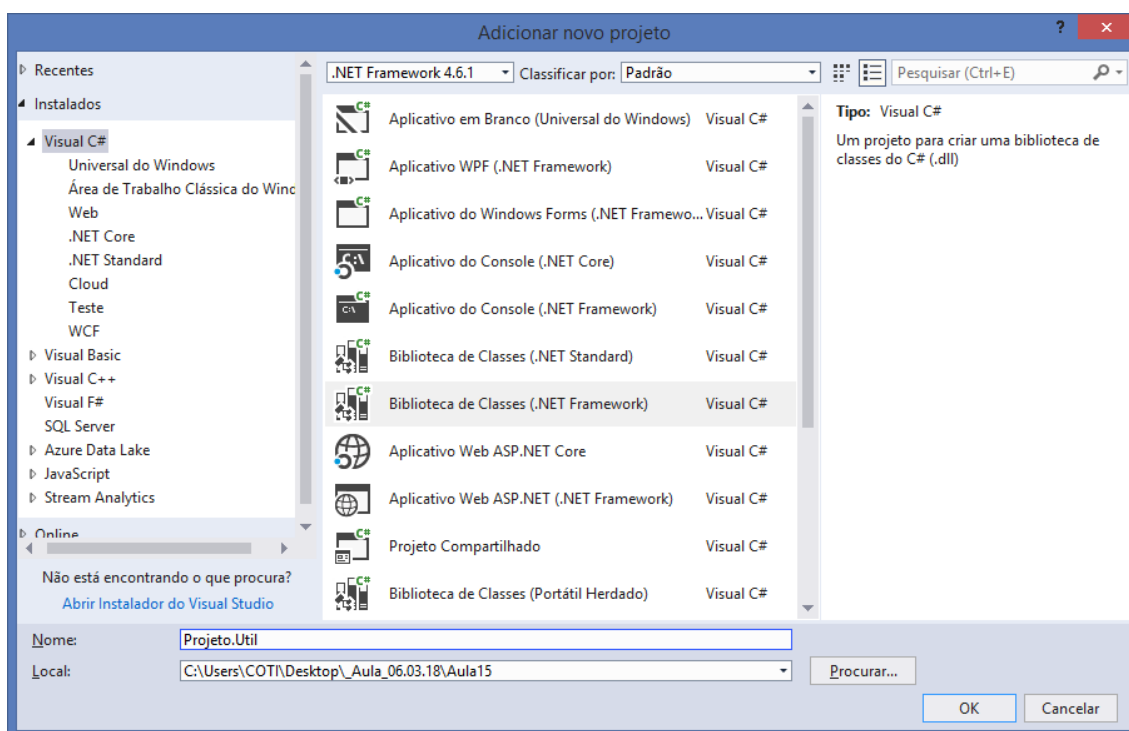 Adicionar novo projeto
? ×
Recentes
Instalados
Visual C#
Universal do Windows
Área de Trabalho Clássica do Wind
Web
.NET Core
.NET Standard
Cloud
Teste
WCF
Visual Basic
Visual C++
Visual F#
SQL Server
Azure Data Lake
JavaScript
Stream Analytics
Online
Não está encontrando o que procura?
Abrir Instalador do Visual Studio
.NET Framework 4.6.1 Classificar por: Padrão
Pesquisar (Ctrl+E)
C# Aplicativo em Branco (Universal do Windows) Visual C#
C# Aplicativo WPF (.NET Framework) Visual C#
C# Aplicativo do Windows Forms (.NET Framewo... Visual C#
C:\ Aplicativo do Console (.NET Core) Visual C#
C# C:\ Aplicativo do Console (.NET Framework) Visual C#
C# Biblioteca de Classes (.NET Standard) Visual C#
C# Biblioteca de Classes (.NET Framework) Visual C#
Aplicativo Web ASP.NET Core Visual C#
C# Aplicativo Web ASP.NET (.NET Framework) Visual C#
C# Projeto Compartilhado Visual C#
C# Biblioteca de Classes (Portátil Herdado) Visual C#
Tipo: Visual C#
Um projeto para criar uma biblioteca de
classes do C# (.dll)
Nome: Projeto.Util
Local: C:\Users\COTI\Desktop\_Aula_06.03.18\Aula15
Procurar...
OK Cancelar